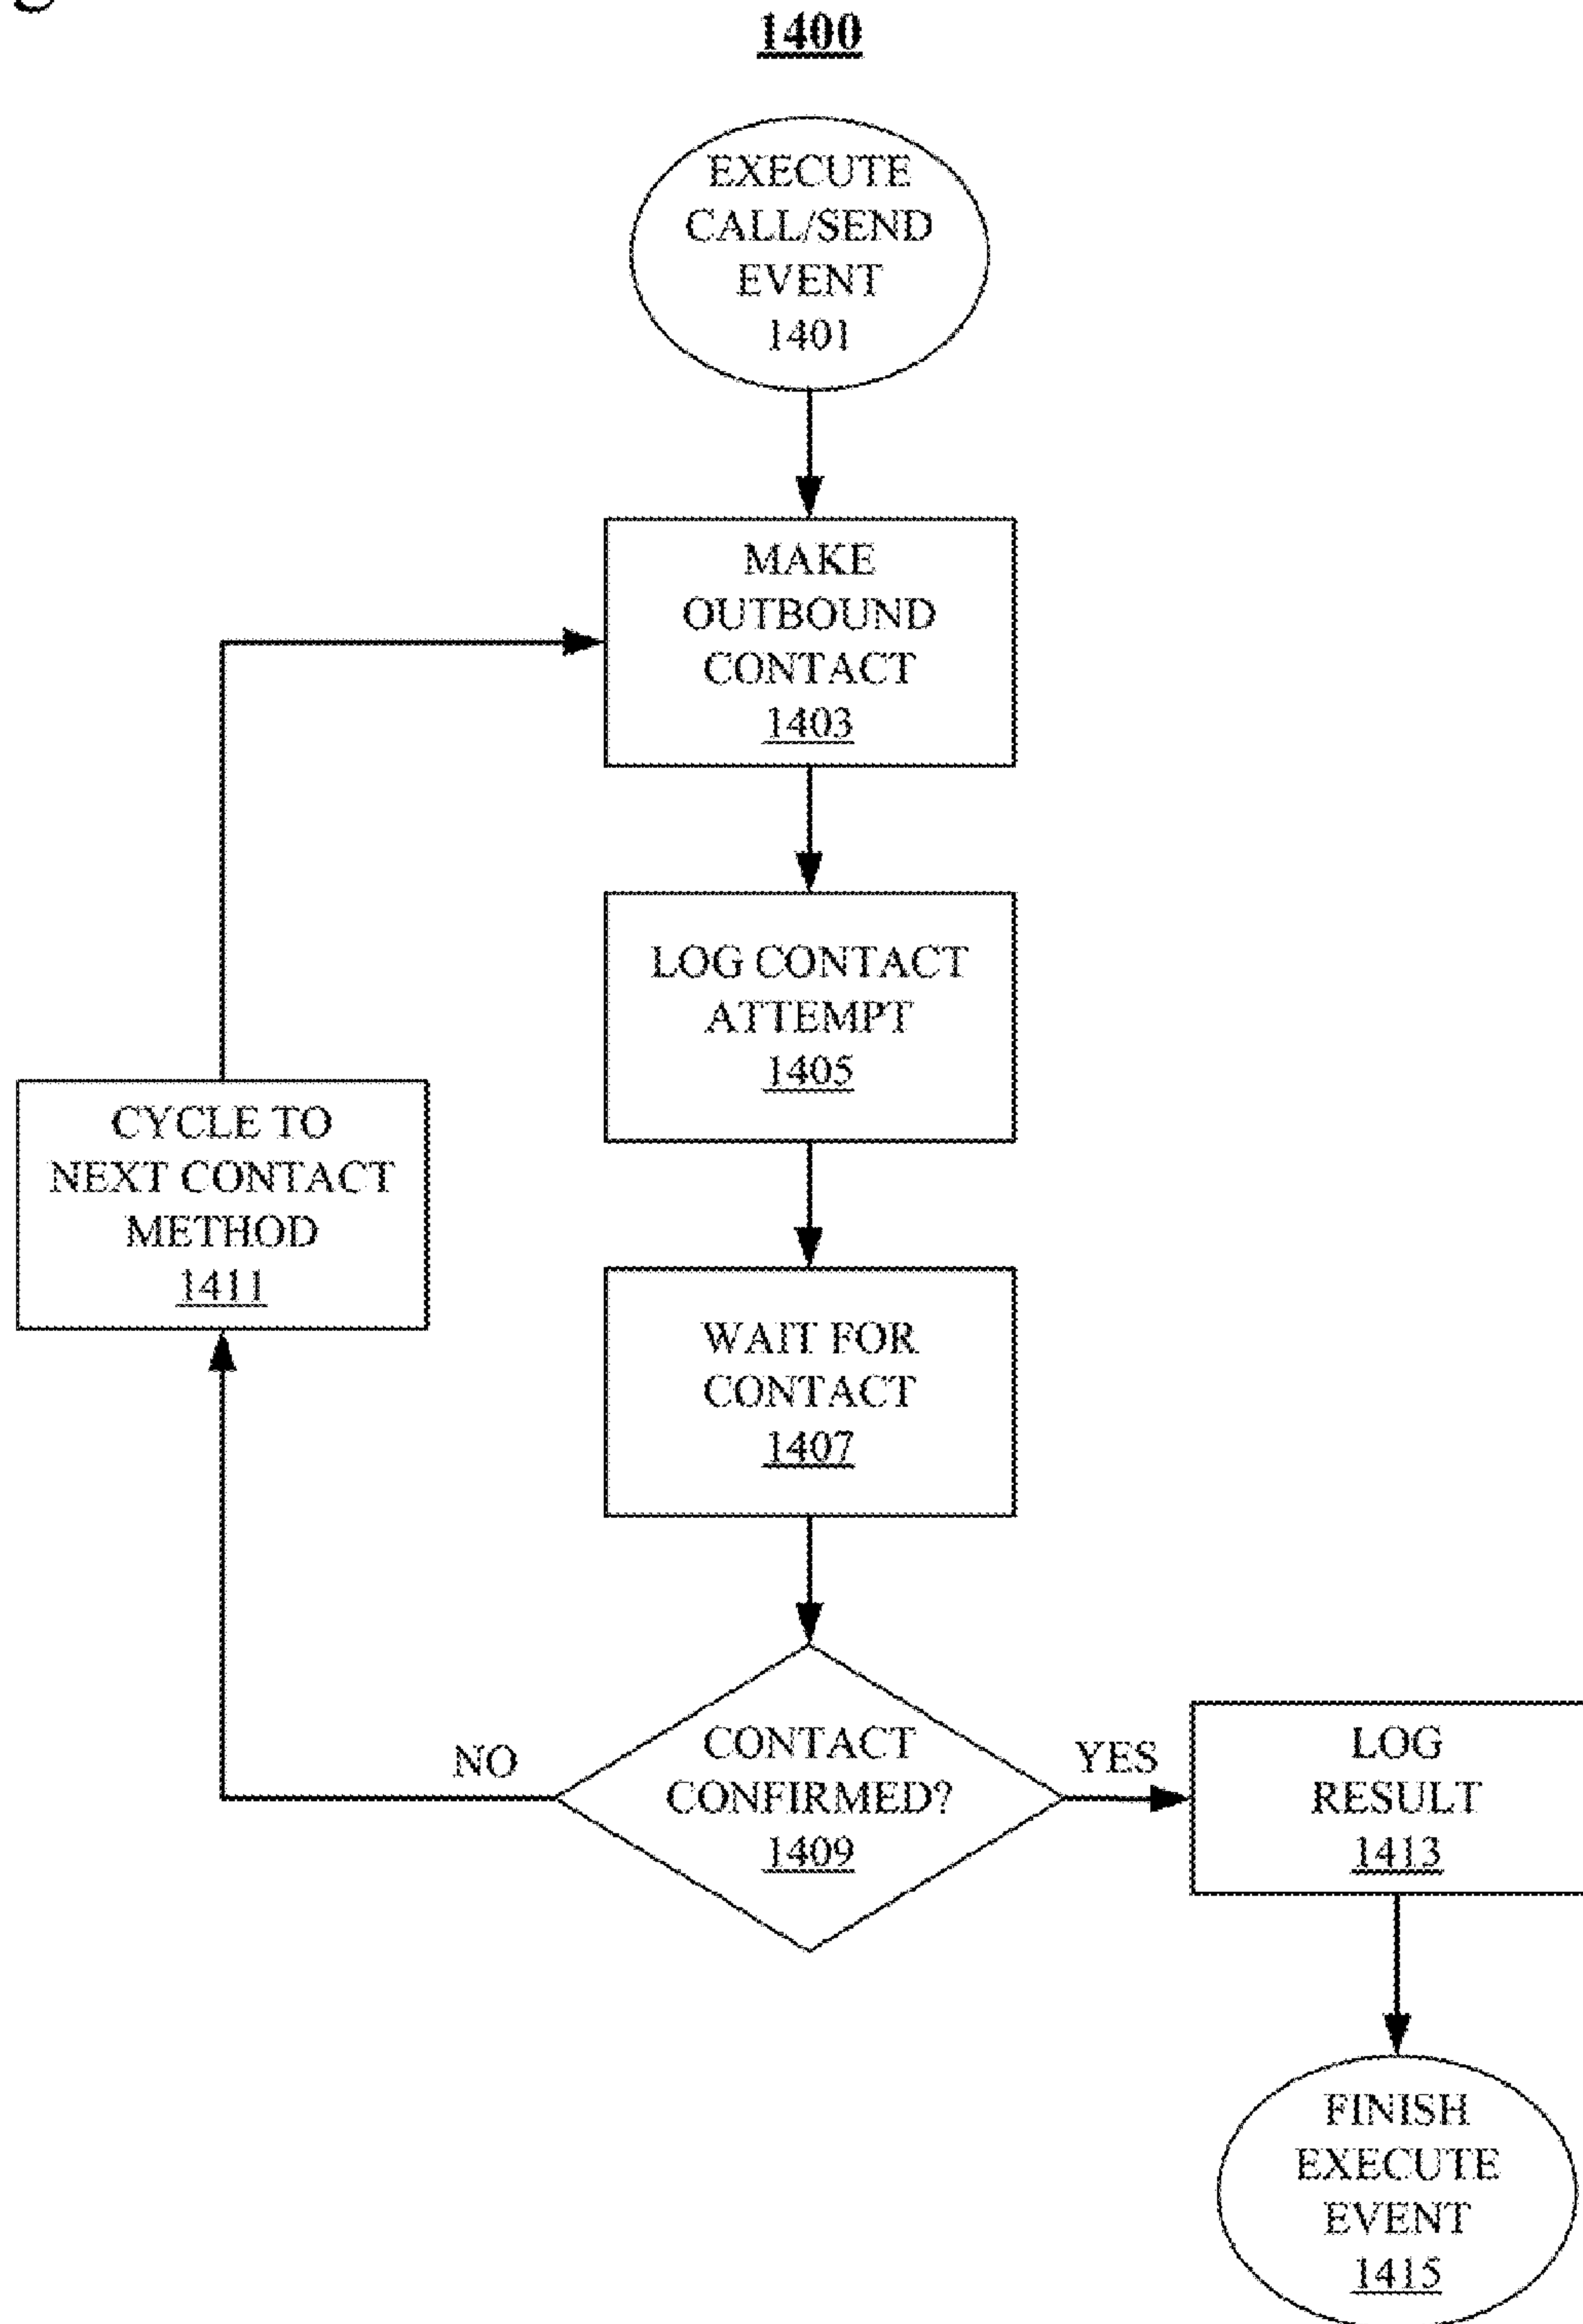 1400
EXECUTE
CALL/SEND
EVENT
1401
MAKE
OUTBOUND
CONTACT
1403
LOG CONTACT
ATTEMPT
1405
CYCLE TO
NEXT CONTACT
METHOD
1411
WAIT FOR
CONTACT
1407
NO
CONTACT
CONFIRMED?
1409
YES
LOG
RESULT
1413
FINISH
EXECUTE
EVENT
1415